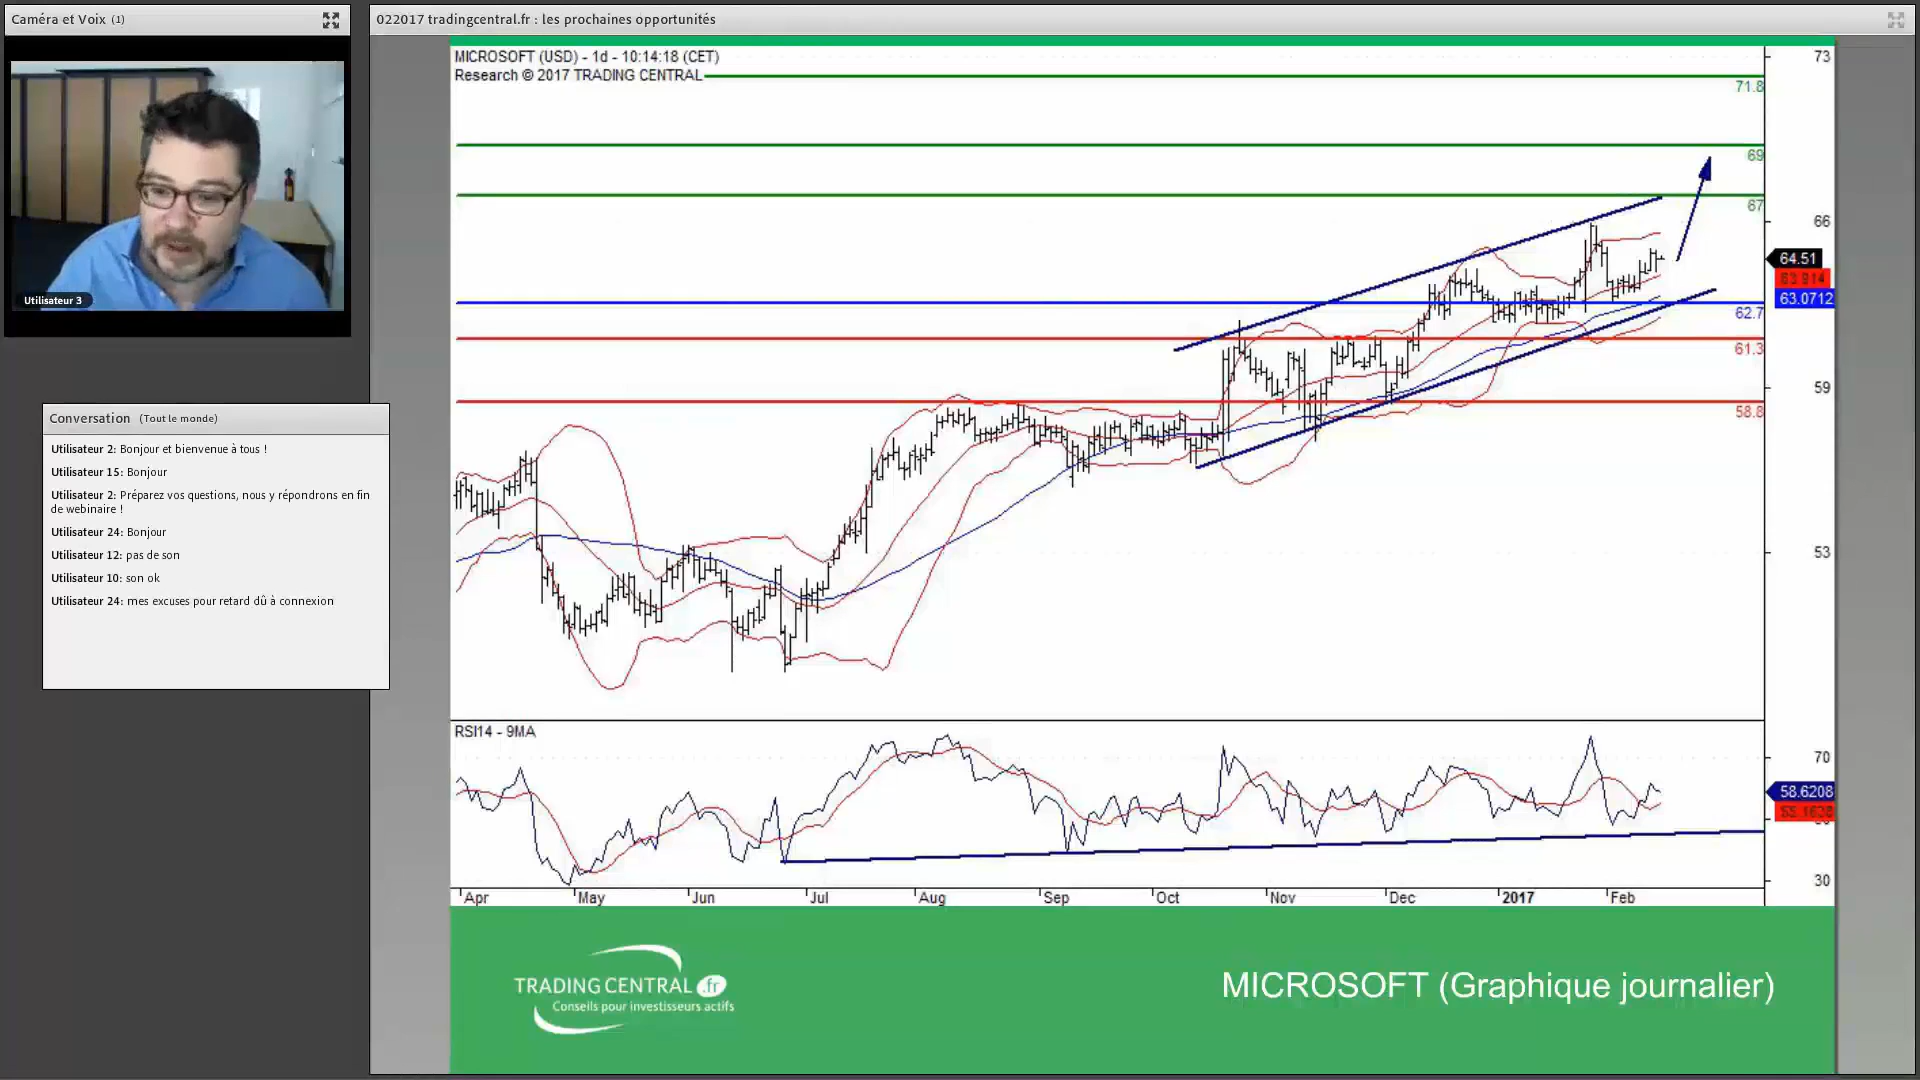 Caméra et Voix (1)
022017 tradingcentral.fr : les prochaines opportunités
Utilisateur 3
Conversation (Tout le monde)
Utilisateur 2: Bonjour et bienvenue à tous !
Utilisateur 15: Bonjour
Utilisateur 2: Préparez vos questions, nous y répondrons en fin
de webinaire !
Utilisateur 24: Bonjour
Utilisateur 12: pas de son
Utilisateur 10: son ok
Utilisateur 24: mes excuses pour retard dû à connexion
MICROSOFT (USD) - 1d - 10:14:18 (CET)
Research © 2017 TRADING CENTRAL
73
71.8
69
67
66
64.51
63.914
63.0712
62.7
61.3
59
58.8
53
RSI14 - 9MA
70
58.6208
30
Apr May Jun Jul Aug Sep Oct Nov Dec 2017 Feb
TRADING CENTRAL .fr
Conseils pour investisseurs actifs
MICROSOFT (Graphique journalier)